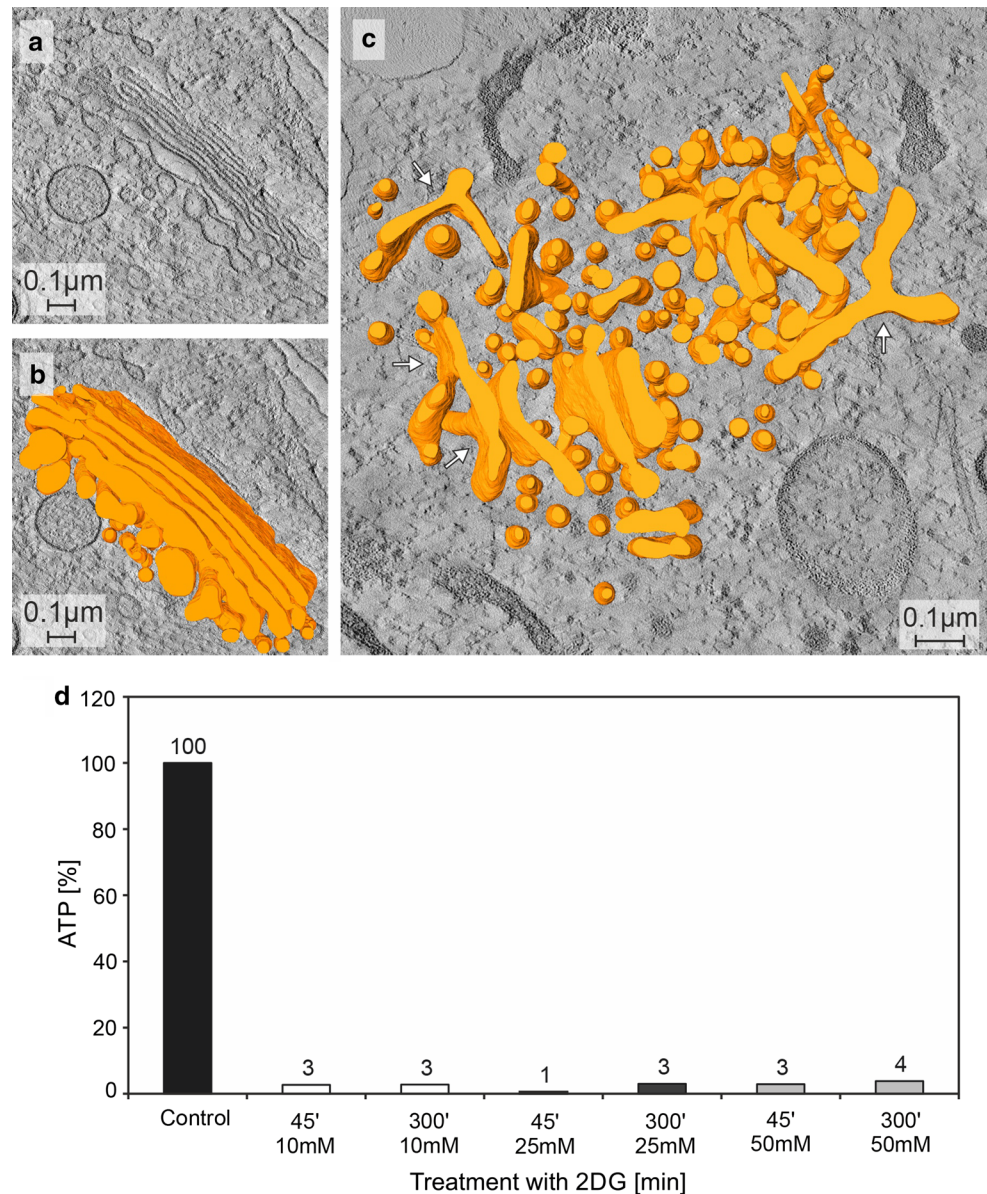 a
0.1µm
b
0.1µm
c
0.1µm
d
ATP [%]
120
100
80
60
40
20
0
100
3
3
1
3
3
4
Control
45' 300' 45' 300' 45' 300'
10mM 10mM 25mM 25mM 50mM 50mM
Treatment with 2DG [min]